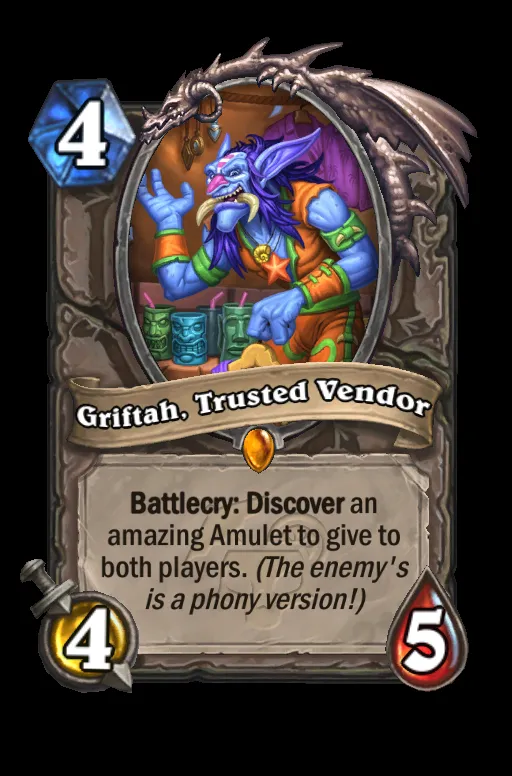 4
Griftah, Trusted Vendor
Battlecry: Discover an
amazing Amulet to give to
both players. (The enemy's
is a phony version!)
4
5